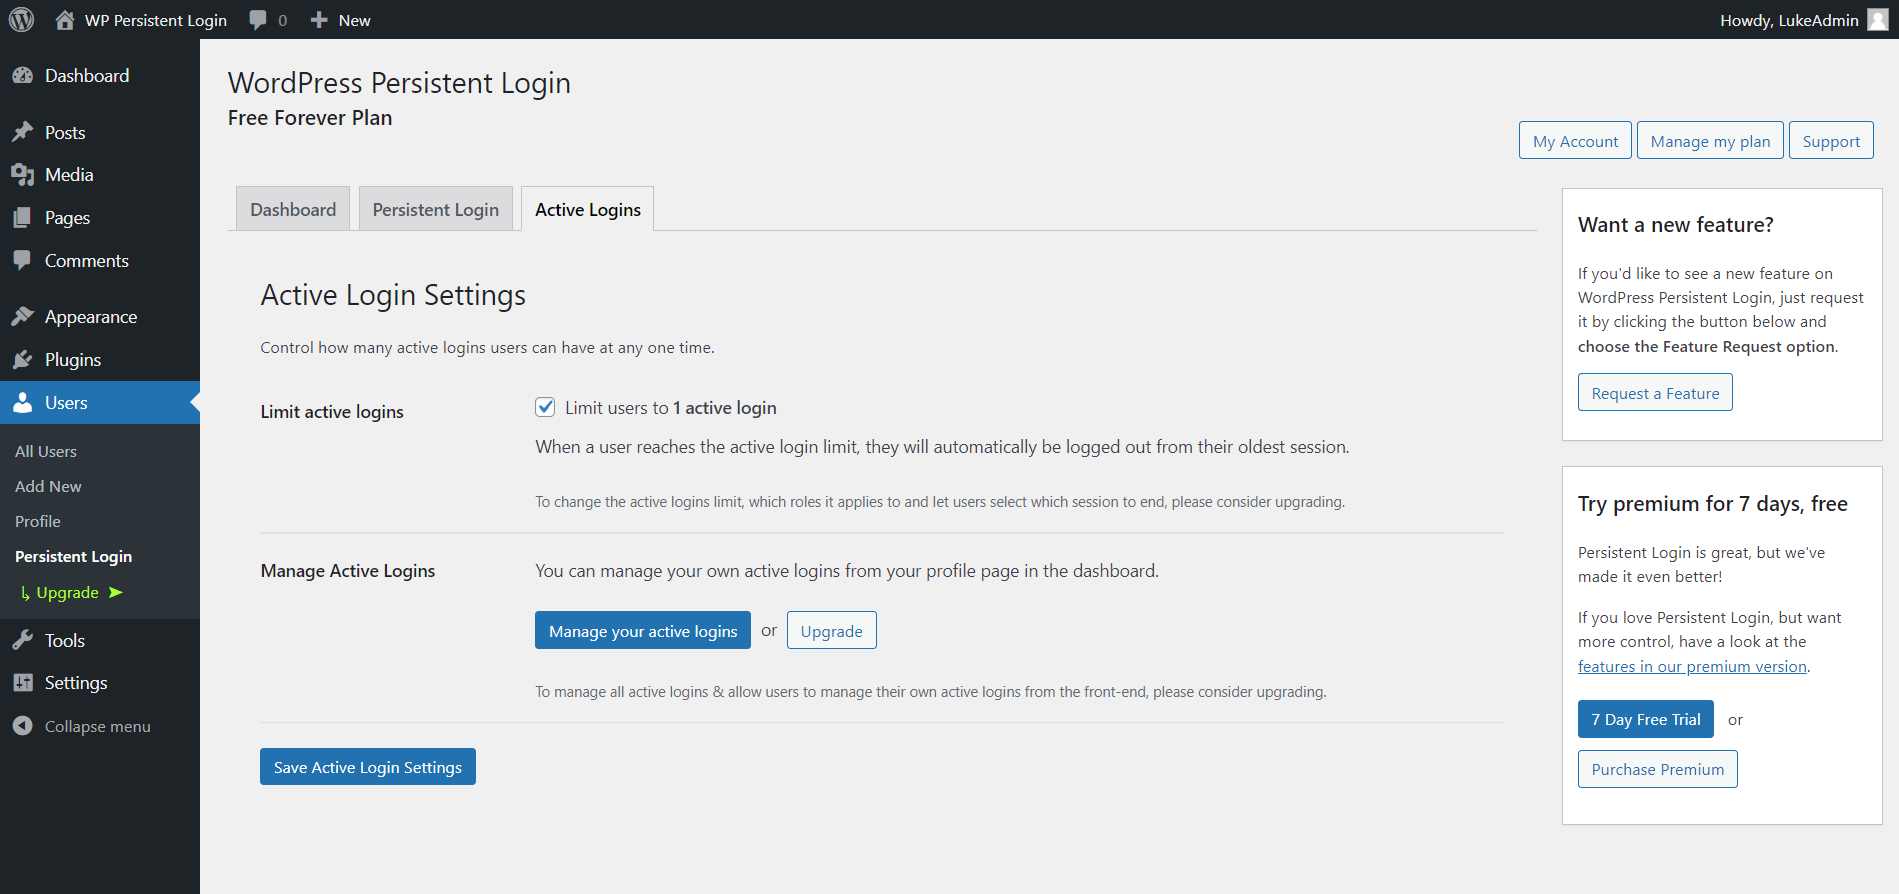 WP Persistent Login
0
New
Howdy, LukeAdmin
Dashboard
Posts
Media
Pages
Comments
Appearance
Plugins
Users
All Users
Add New
Profile
Persistent Login
↳ Upgrade ➤
Tools
Settings
Collapse menu
WordPress Persistent Login
Free Forever Plan
My Account
Manage my plan
Support
Dashboard
Persistent Login
Active Logins
Active Login Settings
Control how many active logins users can have at any one time.
Limit active logins
Limit users to 1 active login
When a user reaches the active login limit, they will automatically be logged out from their oldest session.
To change the active logins limit, which roles it applies to and let users select which session to end, please consider upgrading.
Manage Active Logins
You can manage your own active logins from your profile page in the dashboard.
Manage your active logins
or
Upgrade
To manage all active logins & allow users to manage their own active logins from the front-end, please consider upgrading.
Save Active Login Settings
Want a new feature?
If you'd like to see a new feature on
WordPress Persistent Login, just request
it by clicking the button below and
choose the Feature Request option.
Request a Feature
Try premium for 7 days, free
Persistent Login is great, but we've
made it even better!
If you love Persistent Login, but want
more control, have a look at the
features in our premium version.
7 Day Free Trial
or
Purchase Premium